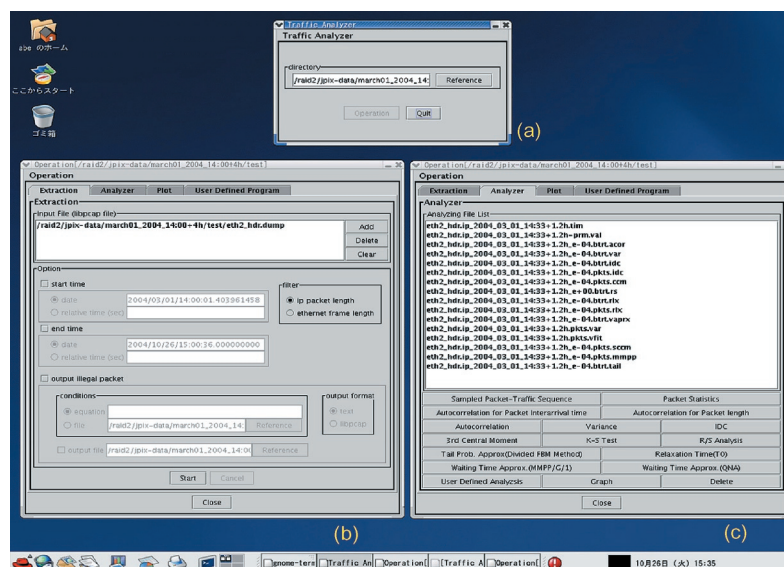 abe のホーム
ここからスタート
ゴミ箱
Traffic Analyzer
Traffic Analyzer
directory
/raid2/jpix-data/march01_2004_14:
Reference
Operation
Quit
(a)
Operation[/raid2/jpix-data/march01_2004_14:00+4h/test]
Operation
Extraction Analyzer Plot User Defined Program
Extraction
Input File (libpcap file)
/raid2/jpix-data/march01_2004_14:00+4h/test/eth2_hdr.dump
Add
Delete
Clear
Option
start time
date 2004/03/01/14:00:01.403961458
relative time (sec)
filter
ip packet length
ethernet frame length
end time
date 2004/10/26/15:00:36.000000000
relative time (sec)
output illegal packet
conditions
equation
file /raid2/jpix-data/march01_2004_14: Reference
output format
text
libpcap
output file /raid2/jpix-data/march01_2004_14:00 Reference
Start Cancel
Close
(b)
Operation[/raid2/jpix-data/march01_2004_14:00+4h/test]
Operation
Extraction Analyzer Plot User Defined Program
Analyzer
Analyzing File List
eth2_hdr.ip_2004_03_01_14:33+1.2h.tim
eth2_hdr.ip_2004_03_01_14:33+1.2h-prm.val
eth2_hdr.ip_2004_03_01_14:33+1.2h_e-04.btrt.acor
eth2_hdr.ip_2004_03_01_14:33+1.2h_e-04.btrt.var
eth2_hdr.ip_2004_03_01_14:33+1.2h_e-04.btrt.idc
eth2_hdr.ip_2004_03_01_14:33+1.2h_e-04.pkts.idc
eth2_hdr.ip_2004_03_01_14:33+1.2h_e-04.pkts.ccm
eth2_hdr.ip_2004_03_01_14:33+1.2h_e+00.btrt.rs
eth2_hdr.ip_2004_03_01_14:33+1.2h_e-04.btrt.rlx
eth2_hdr.ip_2004_03_01_14:33+1.2h_e-04.pkts.rlx
eth2_hdr.ip_2004_03_01_14:33+1.2h_e-04.btrt.vaprx
eth2_hdr.ip_2004_03_01_14:33+1.2h.pkts.var
eth2_hdr.ip_2004_03_01_14:33+1.2h.pkts.vfit
eth2_hdr.ip_2004_03_01_14:33+1.2h_e-04.pkts.sccm
eth2_hdr.ip_2004_03_01_14:33+1.2h_e-04.pkts.mmpp
eth2_hdr.ip_2004_03_01_14:33+1.2h_e-04.btrt.tail
Sampled Packet-Traffic Sequence Packet Statistics
Autocorrelation for Packet Interarrival time Autocorrelation for Packet length
Autocorrelation Variance IDC
3rd Central Moment K-S Test R/S Analysis
Tail Prob. Approx(Divided FBM Method) Relaxation Time(T0)
Waiting Time Approx.(MMPP/G/1) Waiting Time Approx.(QNA)
User Defined Analyzsis Graph Delete
Close
(c)
gnome-term Traffic An Operation[ [Traffic A Operation[
10月26日 (火) 15:35